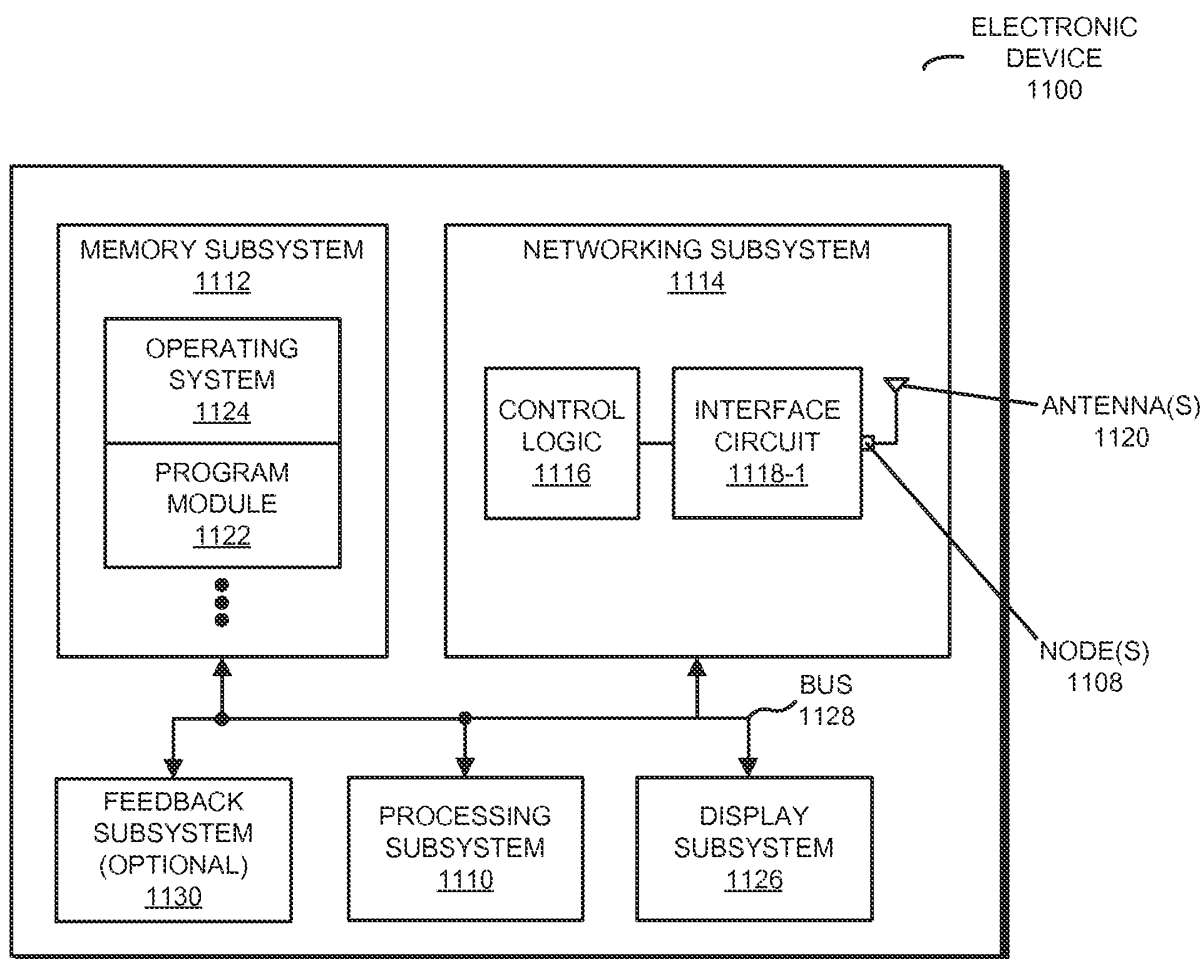 ELECTRONIC
DEVICE
1100
MEMORY SUBSYSTEM
1112
OPERATING
SYSTEM
1124
PROGRAM
MODULE
1122
NETWORKING SUBSYSTEM
1114
CONTROL
LOGIC
1116
INTERFACE
CIRCUIT
1118-1
ANTENNA(S)
1120
NODE(S)
1108
BUS
1128
FEEDBACK
SUBSYSTEM
(OPTIONAL)
1130
PROCESSING
SUBSYSTEM
1110
DISPLAY
SUBSYSTEM
1126